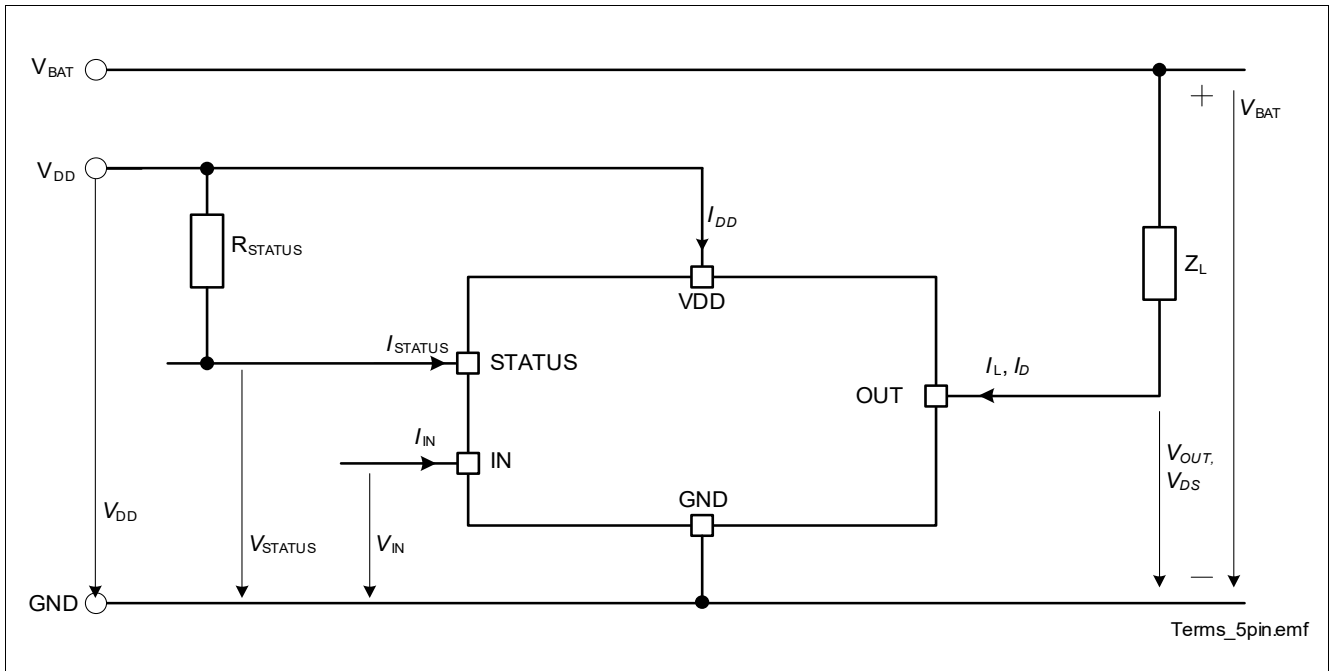 VBAT
VBAT
VDD
IDD
RSTATUS
ZL
VDD
ISTATUS
STATUS
IL, ID
OUT
IIN
IN
VOUT,
VDS
GND
VDD
VSTATUS
VIN
GND
Terms_5pin.emf